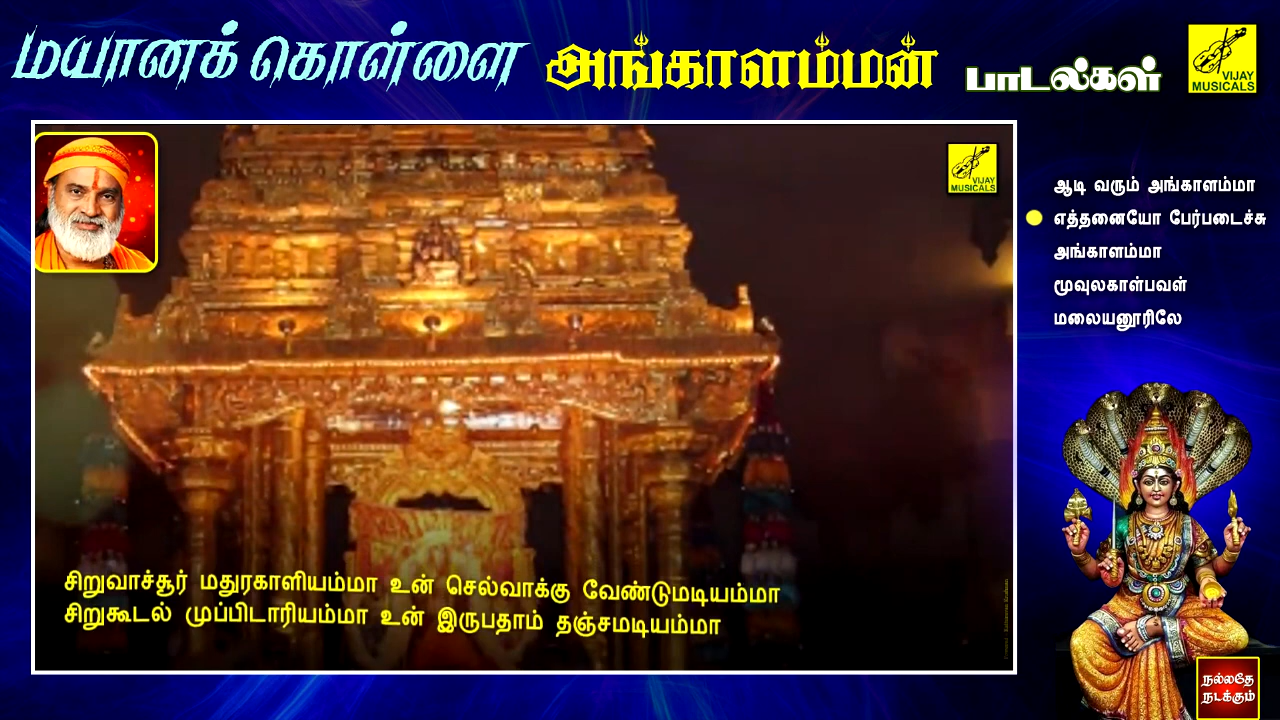 மயானக் கொள்ளை அங்காளம்மன் பாடல்கள்
VIJAY
MUSICALS
VIJAY
MUSICALS
ஆடி வரும் அங்காளம்மா
எத்தனையோ பேர்படைச்சு
அங்காளம்மா
மூவுலகாள்பவள்
மலையனூரிலே
சிறுவாச்சூர் மதுரகாளியம்மா உன் செல்வாக்கு வேண்டுமடியம்மா
சிறுகூடல் முப்பிடாரியம்மா உன் இருபதாம் தஞ்சமடியம்மா
நல்லதே
நடக்கும்